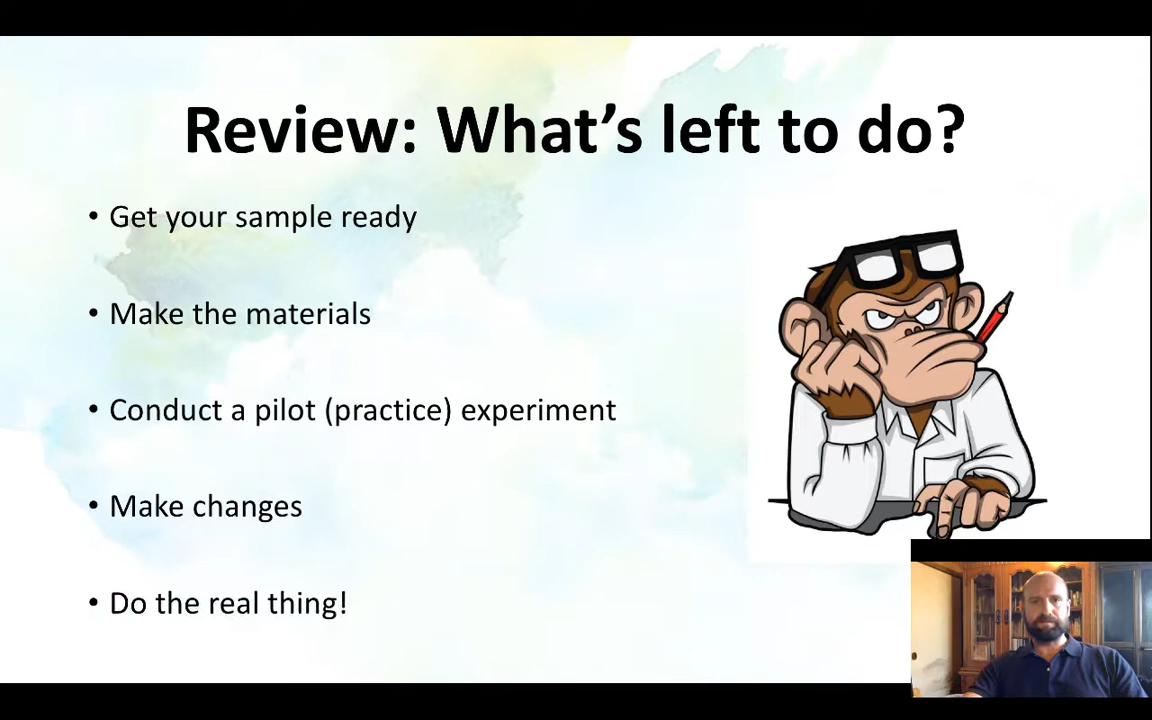 Review: What's left to do?
• Get your sample ready
• Make the materials
• Conduct a pilot (practice) experiment
• Make changes
• Do the real thing!